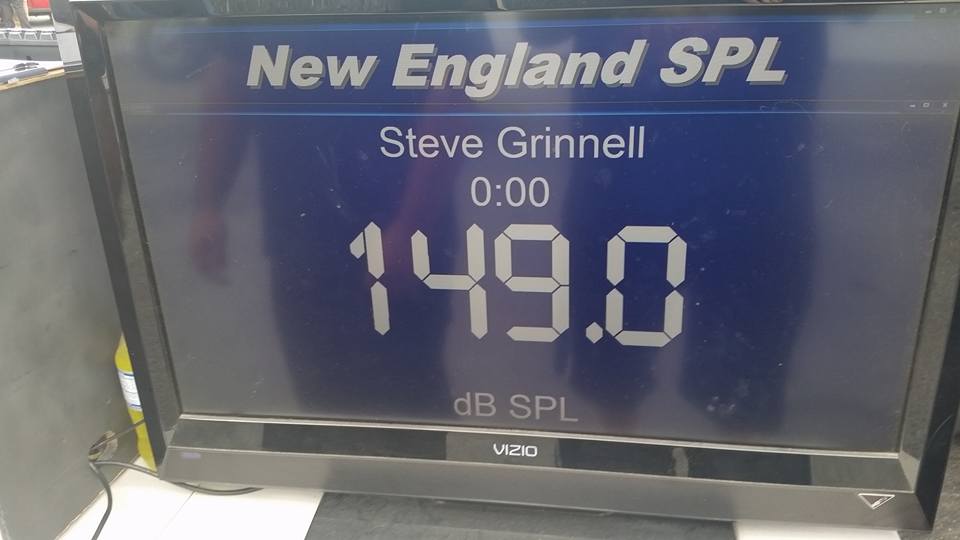 New England SPL
Steve Grinnell
0:00
149.0
dB SPL
VIZIO